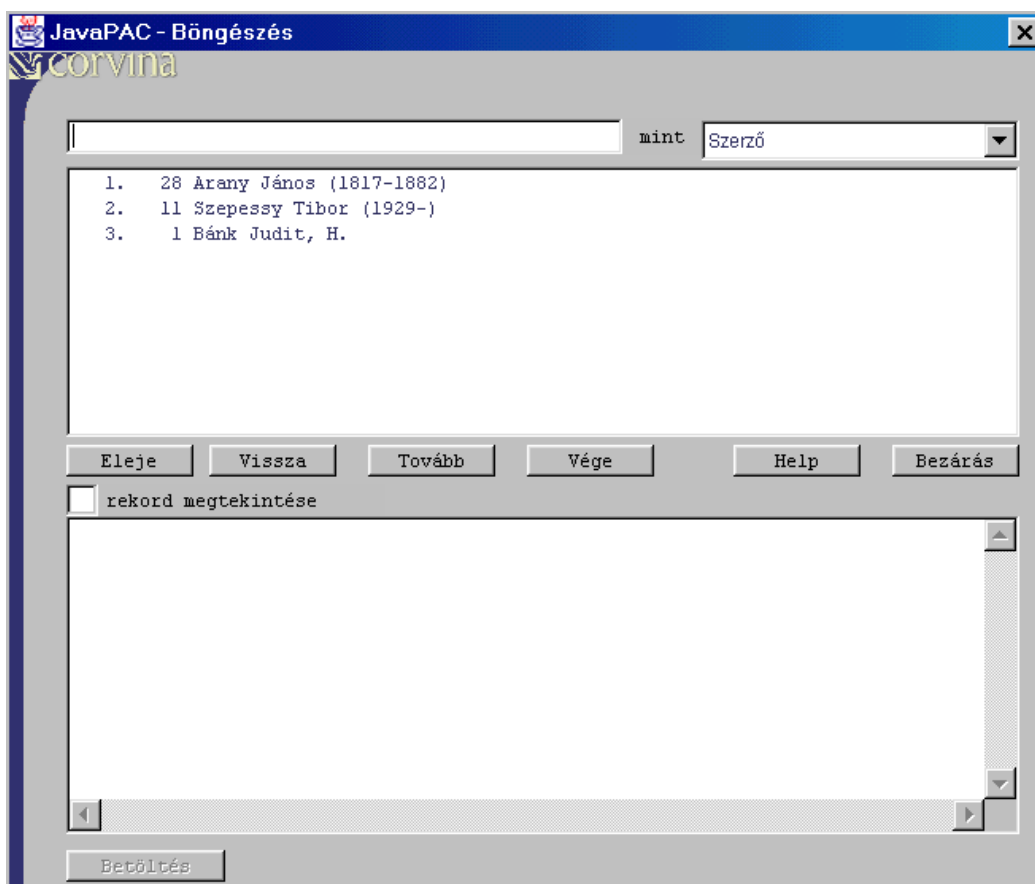 JavaPAC - Böngészés
corvina
mint Szerző
1. 28 Arany János (1817-1882)
2. 11 Szepessy Tibor (1929-)
3. 1 Bánk Judit, H.
Eleje Vissza Tovább Vége Help Bezárás
rekord megtekintése
Betöltés